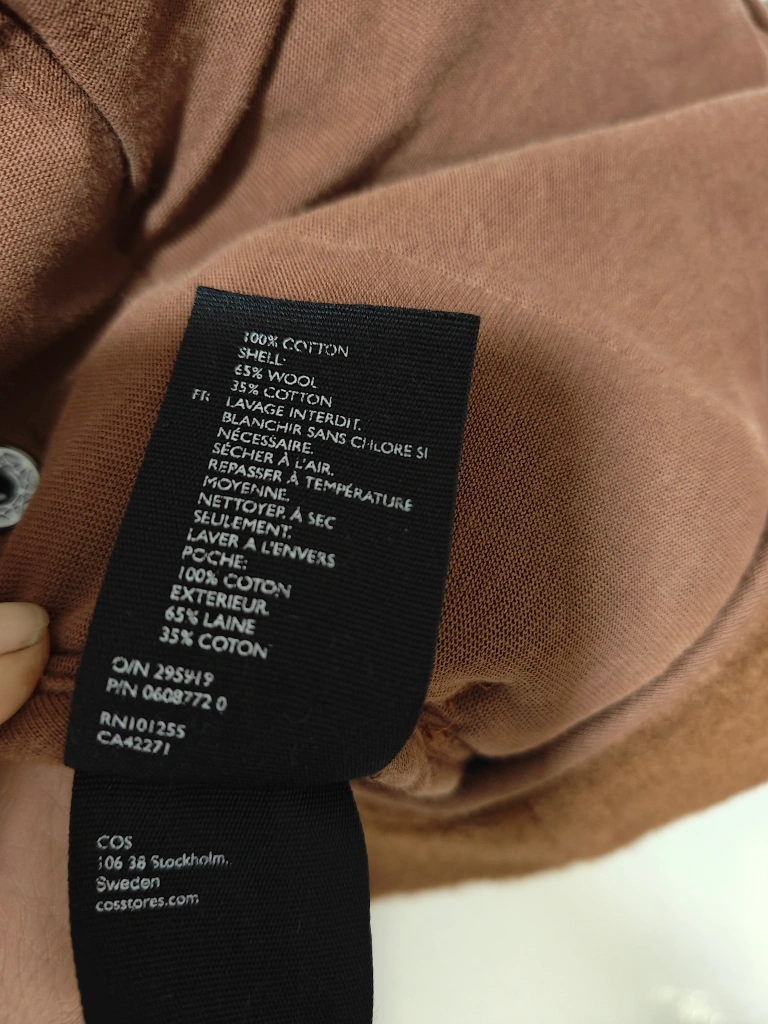 100% COTTON
SHELL:
65% WOOL
35% COTTON
FR LAVAGE INTERDIT.
BLANCHIR SANS CHLORE SI
NÉCESSAIRE.
SÉCHER À L'AIR.
REPASSER À TEMPÉRATURE
MOYENNE.
NETTOYER À SEC
SEULEMENT.
LAVER A L'ENVERS
POCHE:
100% COTON
EXTERIEUR.
65% LAINE
35% COTON
O/N 295919
P/N 0608772 0
RN101255
CA42271
COS
106 38 Stockholm,
Sweden
cosstores.com